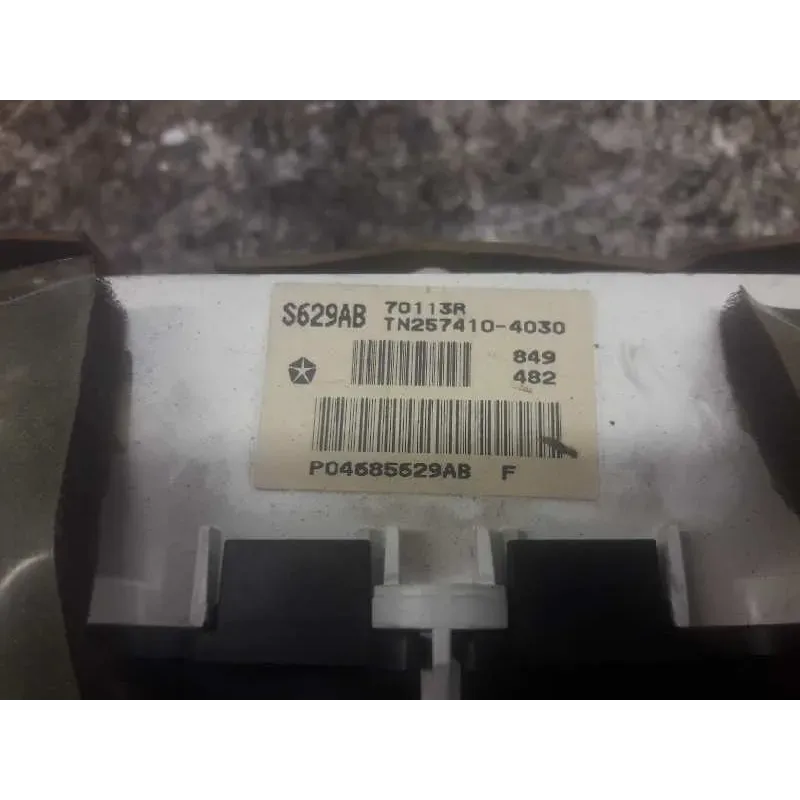 S629AB 70113R
TN257410-4030
849
482
P04685629AB F